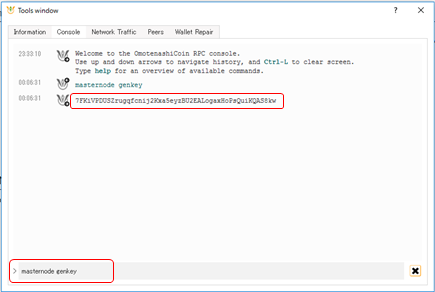 Tools window
Information Console Network Traffic Peers Wallet Repair
23:33:10 Welcome to the OmotenashiCoin RPC console.
Use up and down arrows to navigate history, and Ctrl-L to clear screen.
Type help for an overview of available commands.
00:06:31 masternode genkey
00:06:31 7FKiVPDUSZrugqfcnij2Kxa5eyzBU2EALogaxHoPsQuiKQAS8kw
> masternode genkey